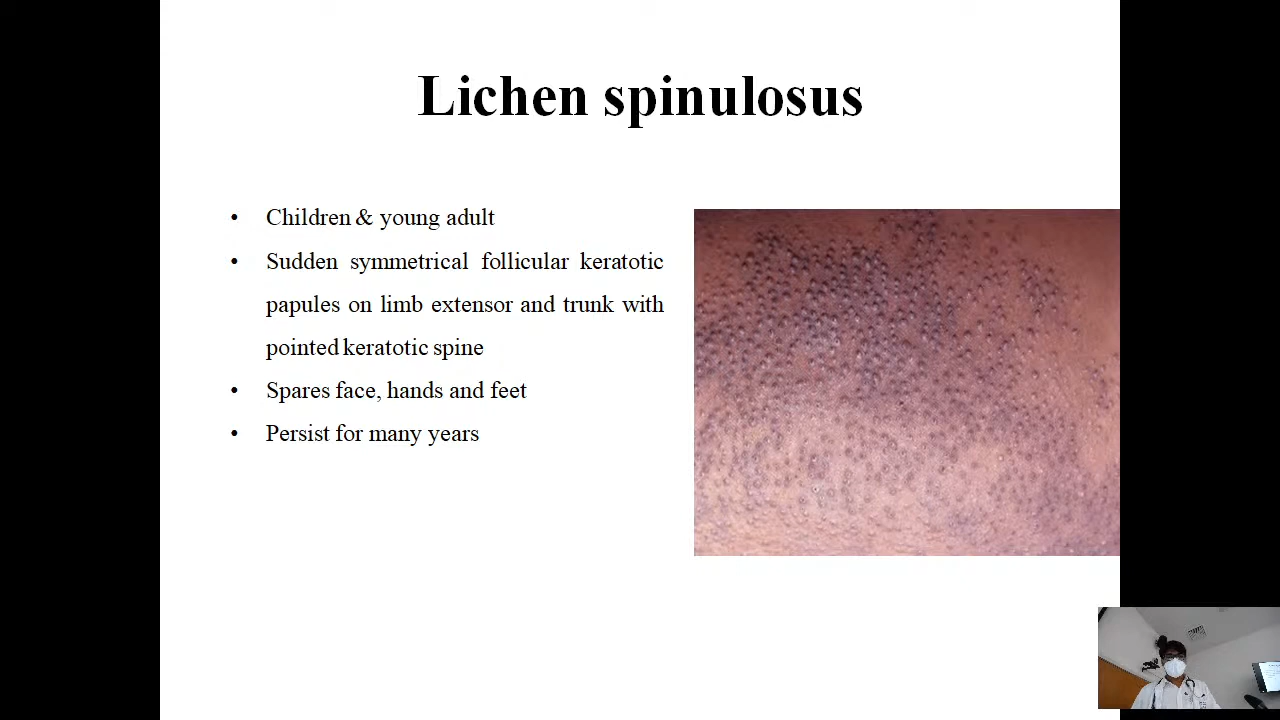 Lichen spinulosus
• Children & young adult
• Sudden symmetrical follicular keratotic
papules on limb extensor and trunk with
pointed keratotic spine
• Spares face, hands and feet
• Persist for many years